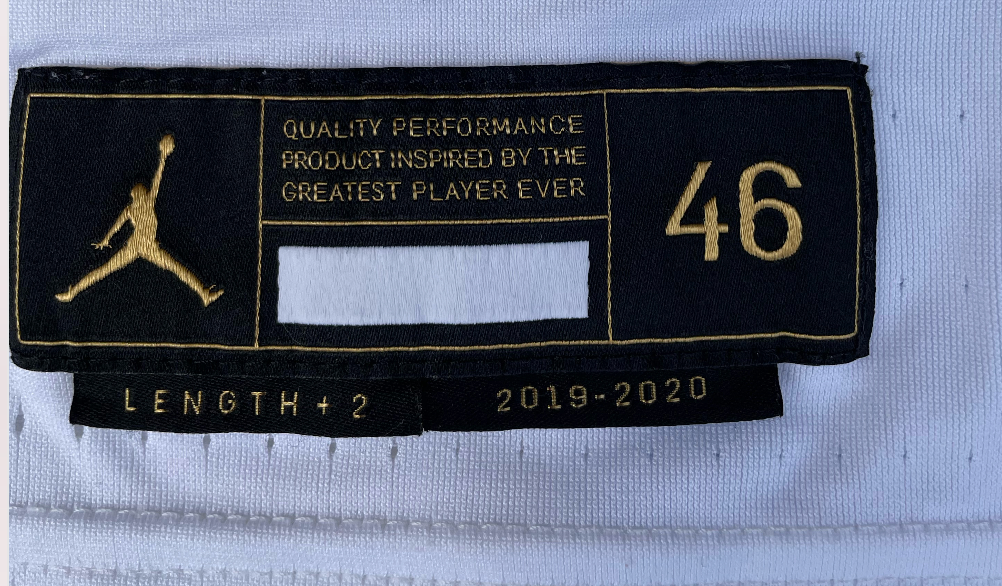 QUALITY PERFORMANCE
PRODUCT INSPIRED BY THE
GREATEST PLAYER EVER
46
LENGTH + 2
2019-2020